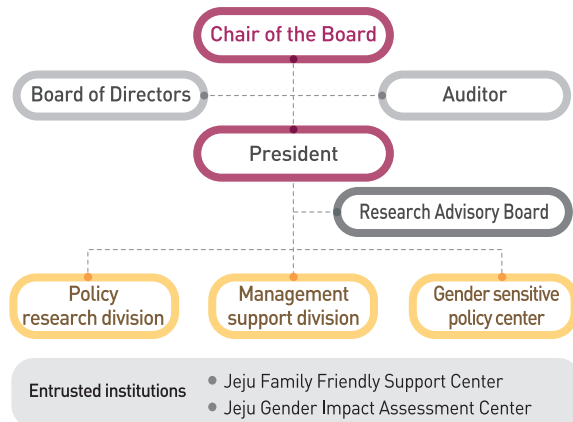 Chair of the Board
Board of Directors
Auditor
President
Research Advisory Board
Policy
research division
Management
support division
Gender sensitive
policy center
Entrusted institutions
Jeju Family Friendly Support Center
Jeju Gender Impact Assessment Center